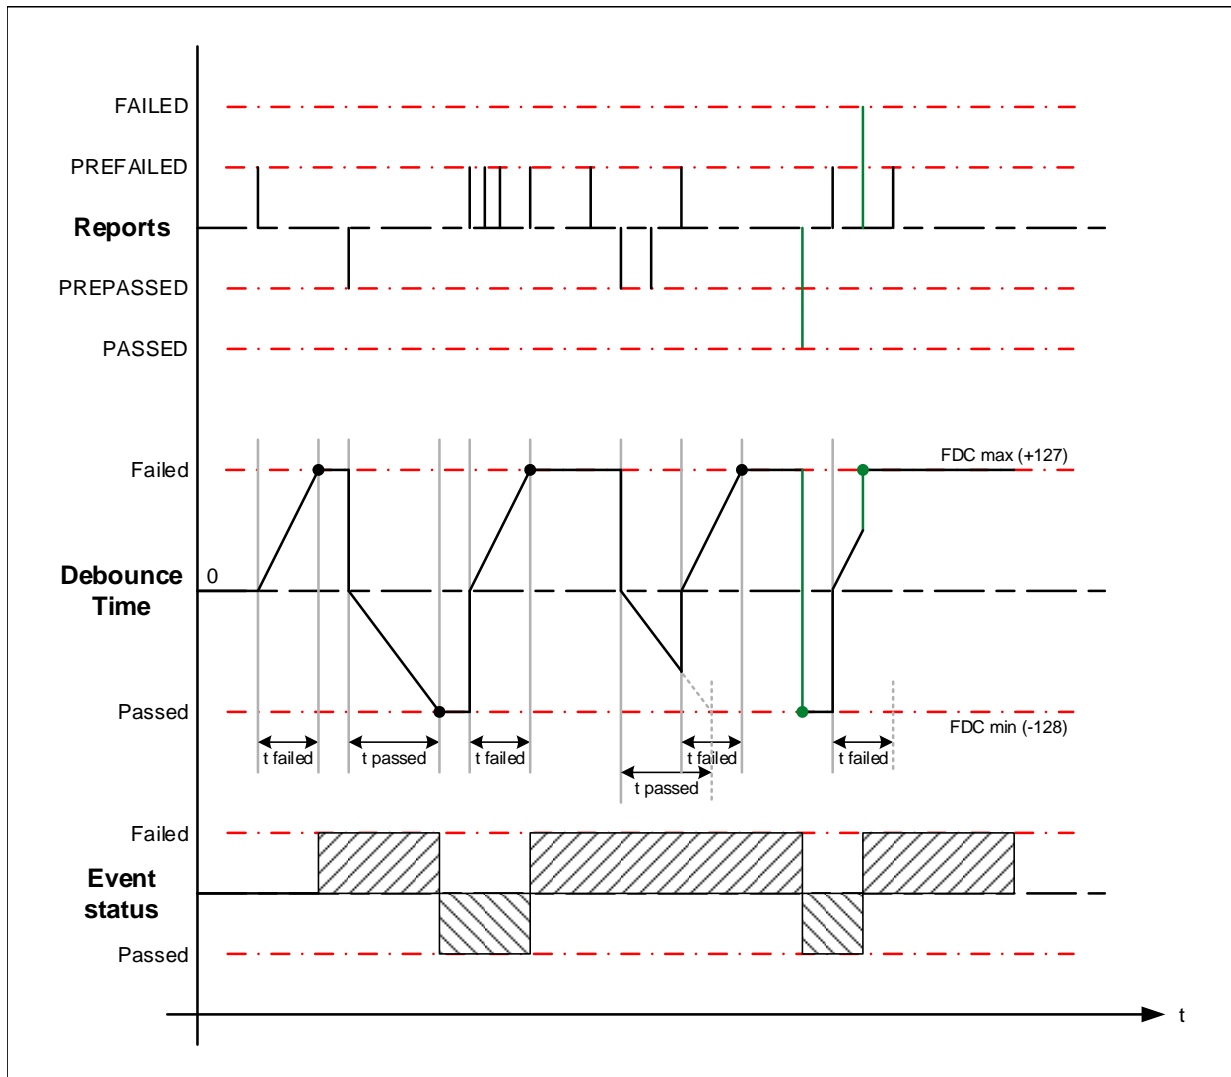 FAILED
PREFAILED
Reports
PREPASSED
PASSED
Failed
FDC max (+127)
0
Debounce
Time
Passed
FDC min (-128)
t failed
t passed
t failed
t failed
t failed
t passed
Failed
Event
status
Passed
t